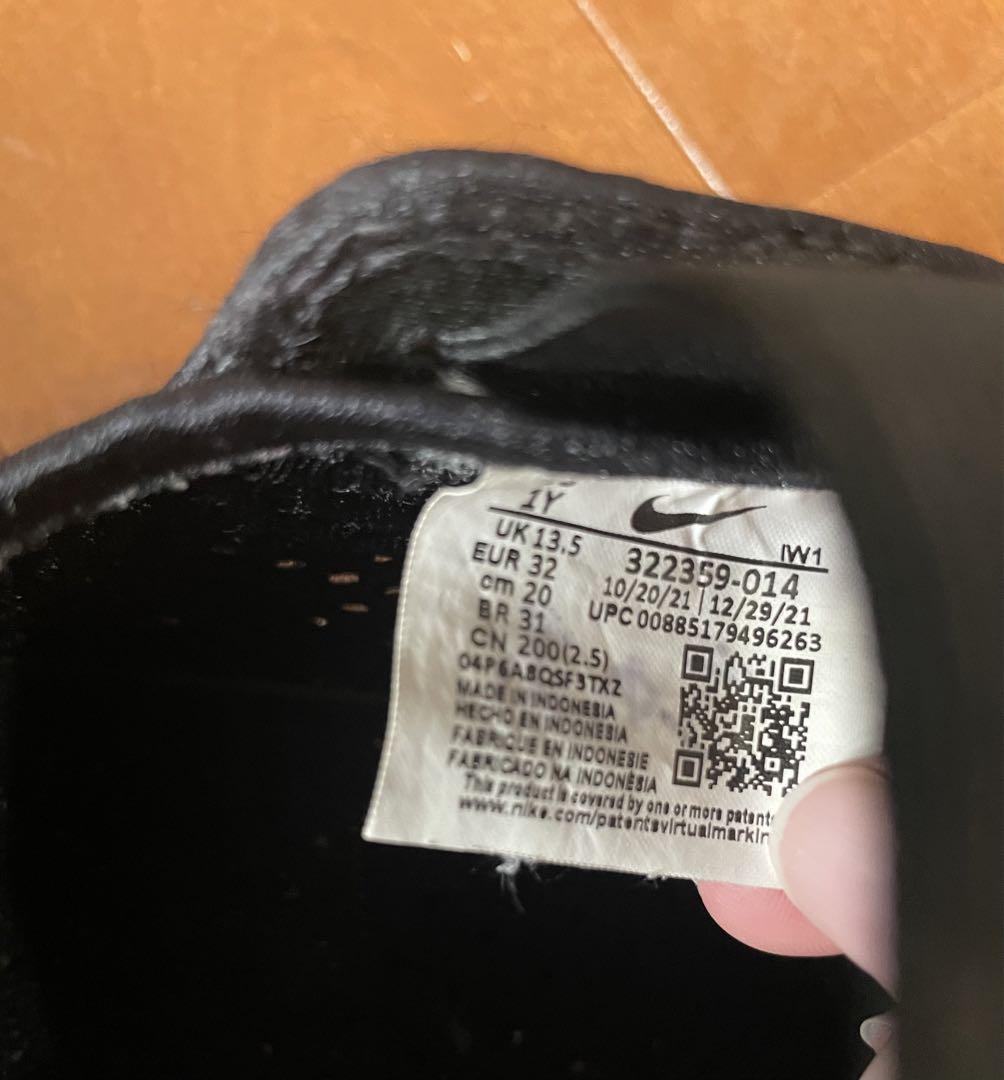 1Y
UK 13,5
EUR 32
cm 20
BR 31
CN 200(2.5)
IW1
322359-014
10/20/21 | 12/29/21
UPC 00885179496263
04P6A8QSF3TXZ
MADE IN INDONESIA
HECHO EN INDONESIA
FABRIQUE EN INDONESIE
FABRICADO NA INDONÉSIA
This product is covered by one or more patents
www.nike.com/patentsvirtualmarkin